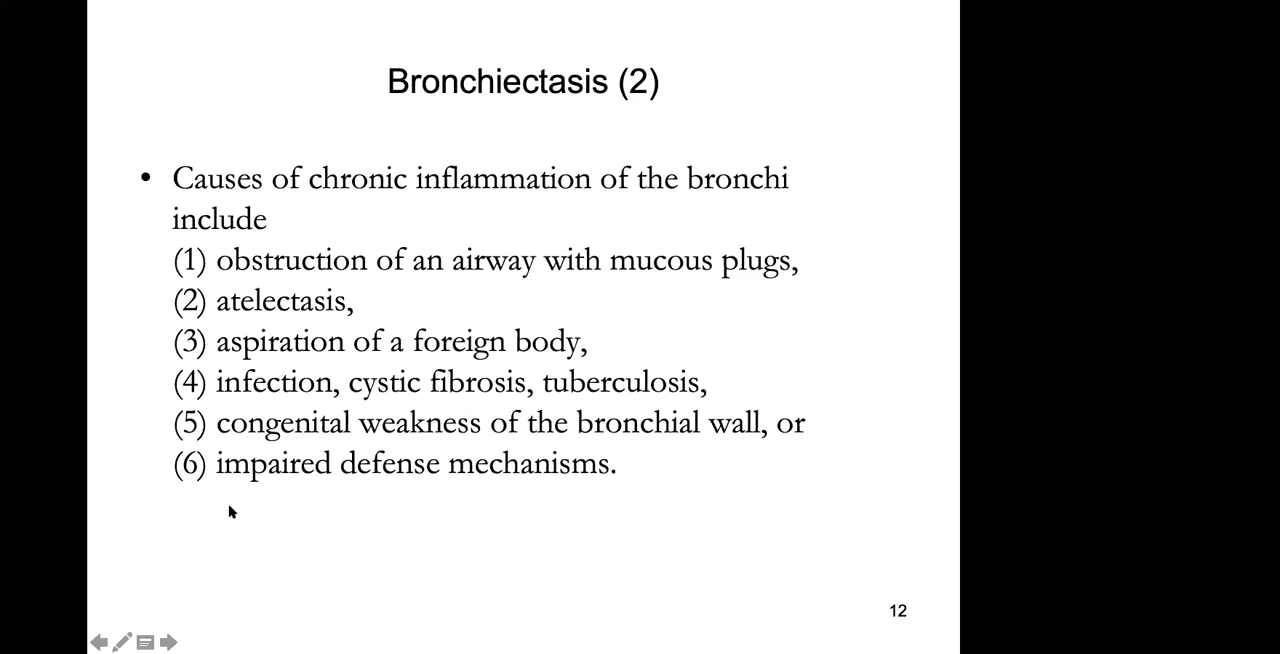 Bronchiectasis (2)
• Causes of chronic inflammation of the bronchi
include
(1) obstruction of an airway with mucous plugs,
(2) atelectasis,
(3) aspiration of a foreign body,
(4) infection, cystic fibrosis, tuberculosis,
(5) congenital weakness of the bronchial wall, or
(6) impaired defense mechanisms.
12